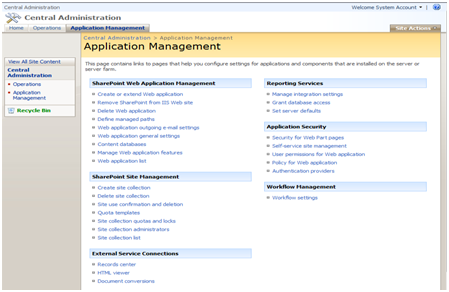 Central Administration
Welcome System Account
Central Administration
Home Operations Application Management Site Actions
Central Administration > Application Management
Application Management
View All Site Content
Central Administration
Operations
Application Management
Recycle Bin
This page contains links to pages that help you configure settings for applications and components that are installed on the server or server farm.
SharePoint Web Application Management
Create or extend Web application
Remove SharePoint from IIS Web site
Delete Web application
Define managed paths
Web application outgoing e-mail settings
Web application general settings
Content databases
Manage Web application features
Web application list
SharePoint Site Management
Create site collection
Delete site collection
Site use confirmation and deletion
Quota templates
Site collection quotas and locks
Site collection administrators
Site collection list
External Service Connections
Records center
HTML viewer
Document conversions
Reporting Services
Manage integration settings
Grant database access
Set server defaults
Application Security
Security for Web Part pages
Self-service site management
User permissions for Web application
Policy for Web application
Authentication providers
Workflow Management
Workflow settings